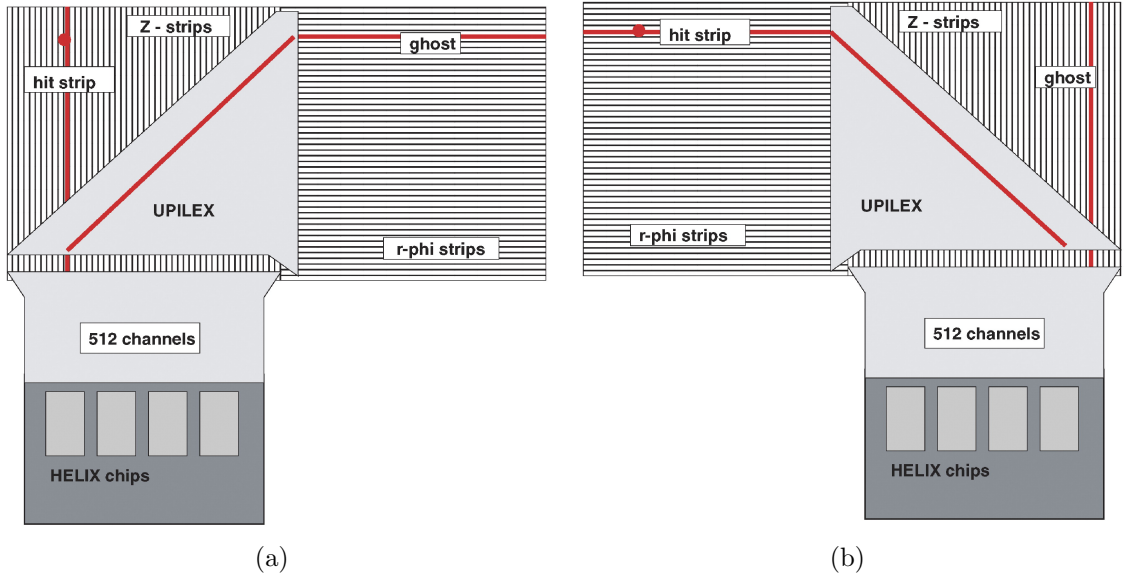 Z - strips
hit strip
ghost
UPILEX
r-phi strips
512 channels
HELIX chips
(a)
hit strip
Z - strips
ghost
UPILEX
r-phi strips
512 channels
HELIX chips
(b)